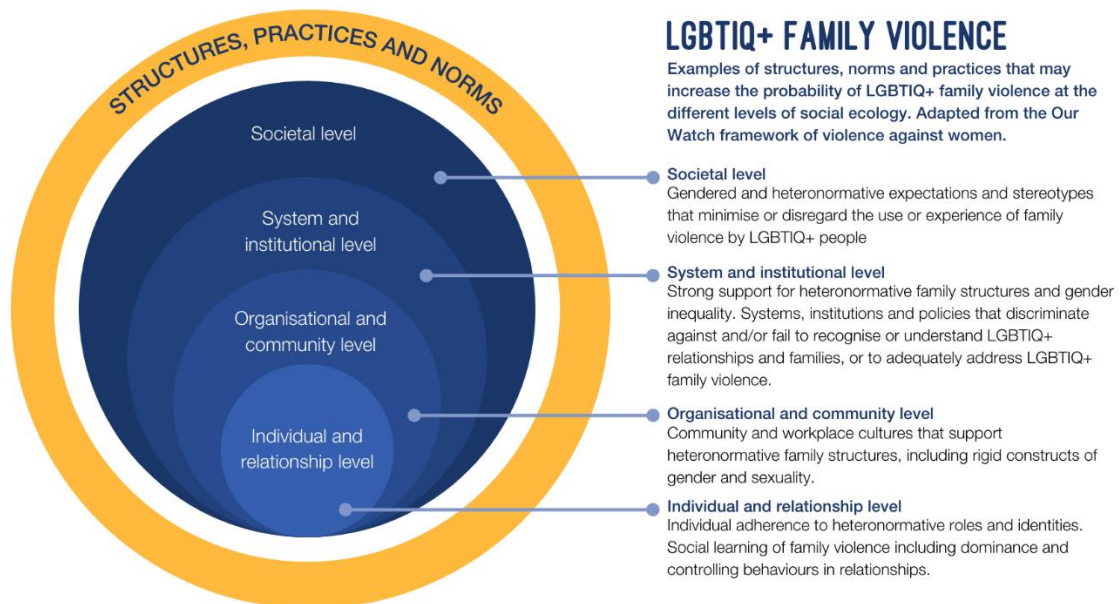 STRUCTURES, PRACTICES AND NORMS
Societal level
System and
institutional level
Organisational and
community level
Individual and
relationship level
LGBTIQ+ FAMILY VIOLENCE
Examples of structures, norms and practices that may
increase the probability of LGBTIQ+ family violence at the
different levels of social ecology. Adapted from the Our
Watch framework of violence against women.
Societal level
Gendered and heteronormative expectations and stereotypes
that minimise or disregard the use or experience of family
violence by LGBTIQ+ people
System and institutional level
Strong support for heteronormative family structures and gender
inequality. Systems, institutions and policies that discriminate
against and/or fail to recognise or understand LGBTIQ+
relationships and families, or to adequately address LGBTIQ+
family violence.
Organisational and community level
Community and workplace cultures that support
heteronormative family structures, including rigid constructs of
gender and sexuality.
Individual and relationship level
Individual adherence to heteronormative roles and identities.
Social learning of family violence including dominance and
controlling behaviours in relationships.